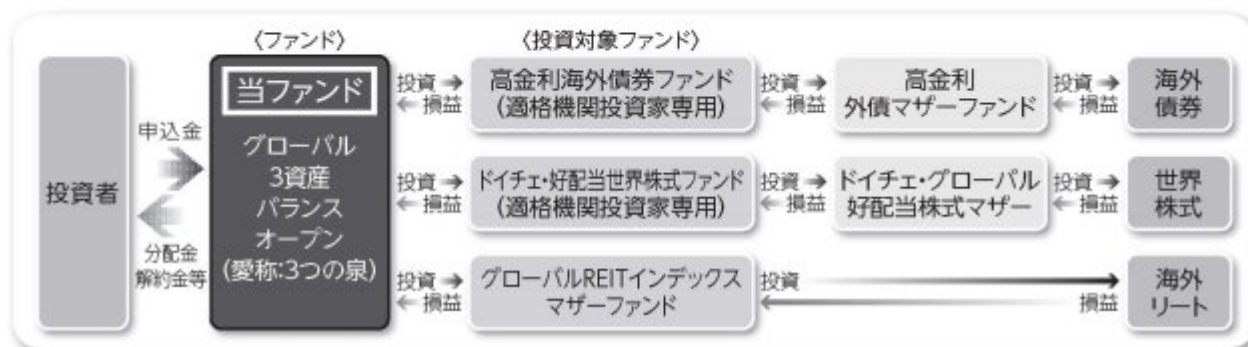 〈ファンド〉
〈投資対象ファンド〉
投資者
申込金
分配金
解約金等
当ファンド
グローバル
3資産
バランス
オープン
(愛称:3つの泉)
投資
損益
高金利海外債券ファンド
(適格機関投資家専用)
投資
損益
高金利
外債マザーファンド
投資
損益
海外
債券
投資
損益
ドイチェ・好配当世界株式ファンド
(適格機関投資家専用)
投資
損益
ドイチェ・グローバル
好配当株式マザー
投資
損益
世界
株式
投資
損益
グローバルREITインデックス
マザーファンド
投資
損益
海外
リート